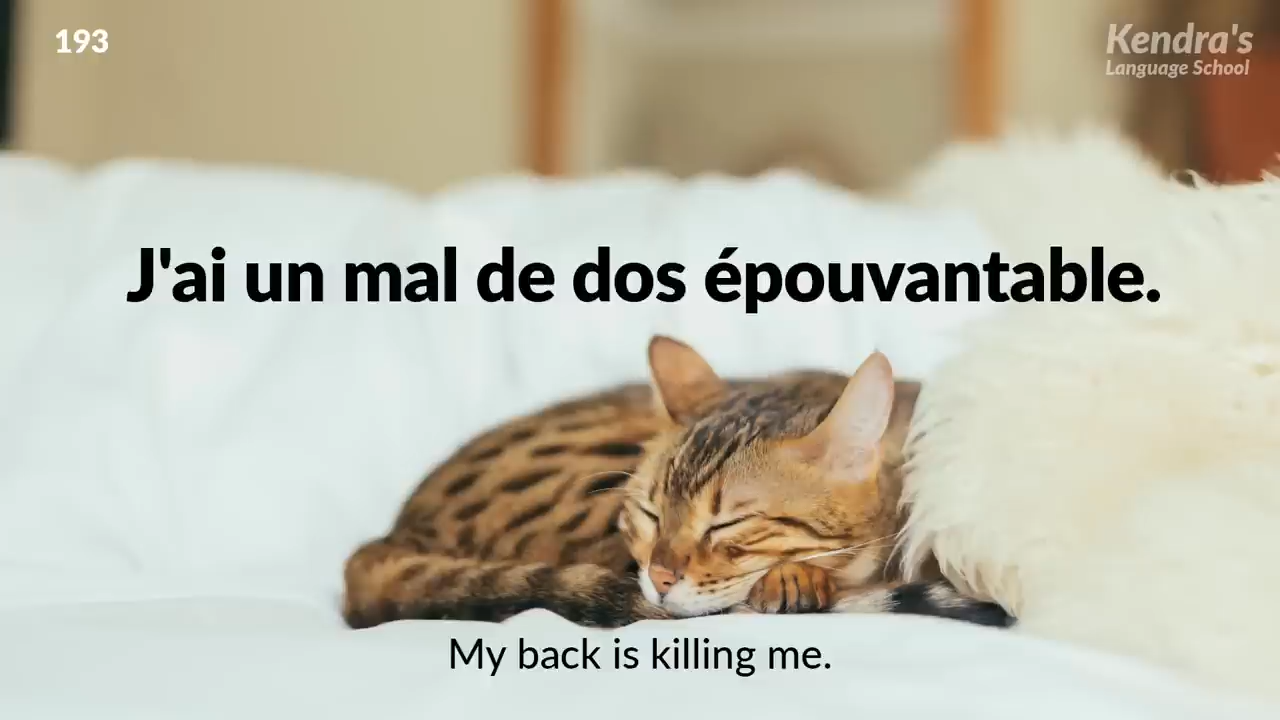 193
Kendra's
Language School
J'ai un mal de dos épouvantable.
My back is killing me.